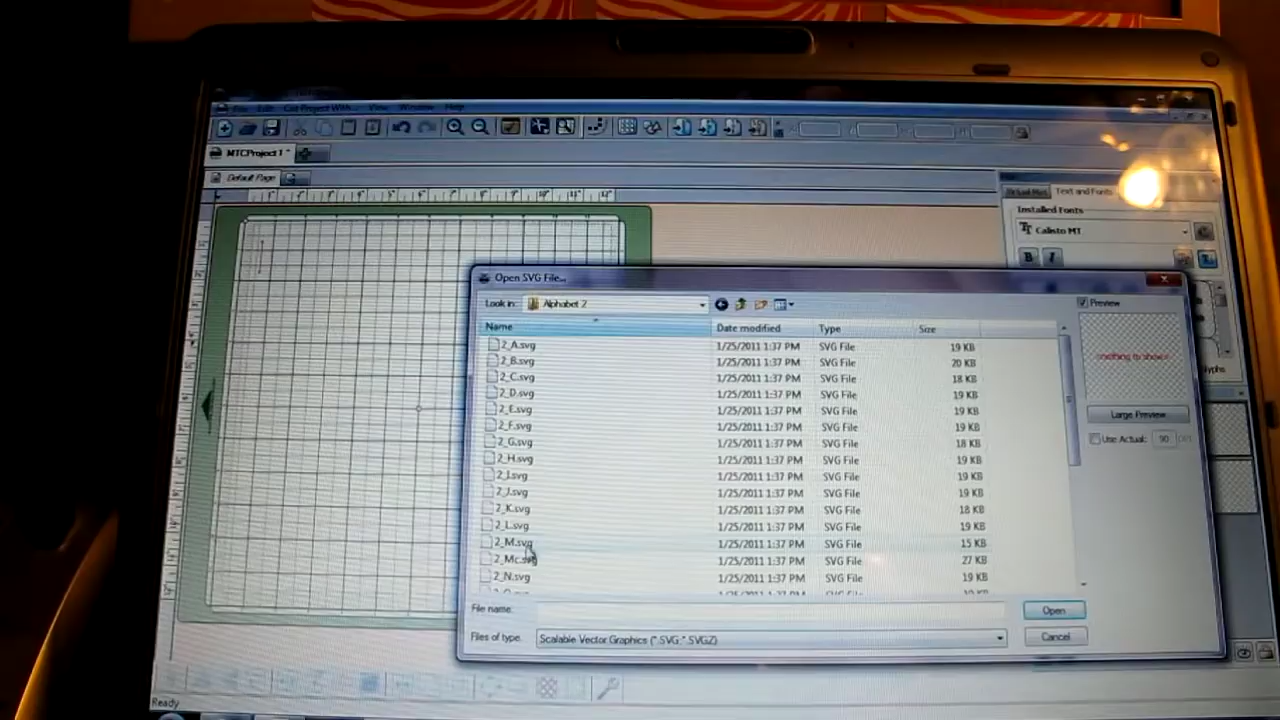 Cut Project With... View Window Help
MTCProject1 *
Default Page
Text and Fonts
Installed Fonts
Calisto MT
B I
Open SVG File...
Look in: Alphabet 2
Preview
Name Date modified Type Size
2_A.svg 1/25/2011 1:37 PM SVG File 19 KB
2_B.svg 1/25/2011 1:37 PM SVG File 20 KB
2_C.svg 1/25/2011 1:37 PM SVG File 18 KB
2_D.svg 1/25/2011 1:37 PM SVG File 19 KB
2_E.svg 1/25/2011 1:37 PM SVG File 19 KB
2_F.svg 1/25/2011 1:37 PM SVG File 19 KB
2_G.svg 1/25/2011 1:37 PM SVG File 18 KB
2_H.svg 1/25/2011 1:37 PM SVG File 19 KB
2_I.svg 1/25/2011 1:37 PM SVG File 19 KB
2_J.svg 1/25/2011 1:37 PM SVG File 19 KB
2_K.svg 1/25/2011 1:37 PM SVG File 18 KB
2_L.svg 1/25/2011 1:37 PM SVG File 19 KB
2_M.svg 1/25/2011 1:37 PM SVG File 15 KB
2_Mc.svg 1/25/2011 1:37 PM SVG File 27 KB
2_N.svg 1/25/2011 1:37 PM SVG File 19 KB
Large Preview
Use Actual: 90
File name:
Open
Files of type: Scalable Vector Graphics (*.SVG;*.SVGZ)
Cancel
Ready